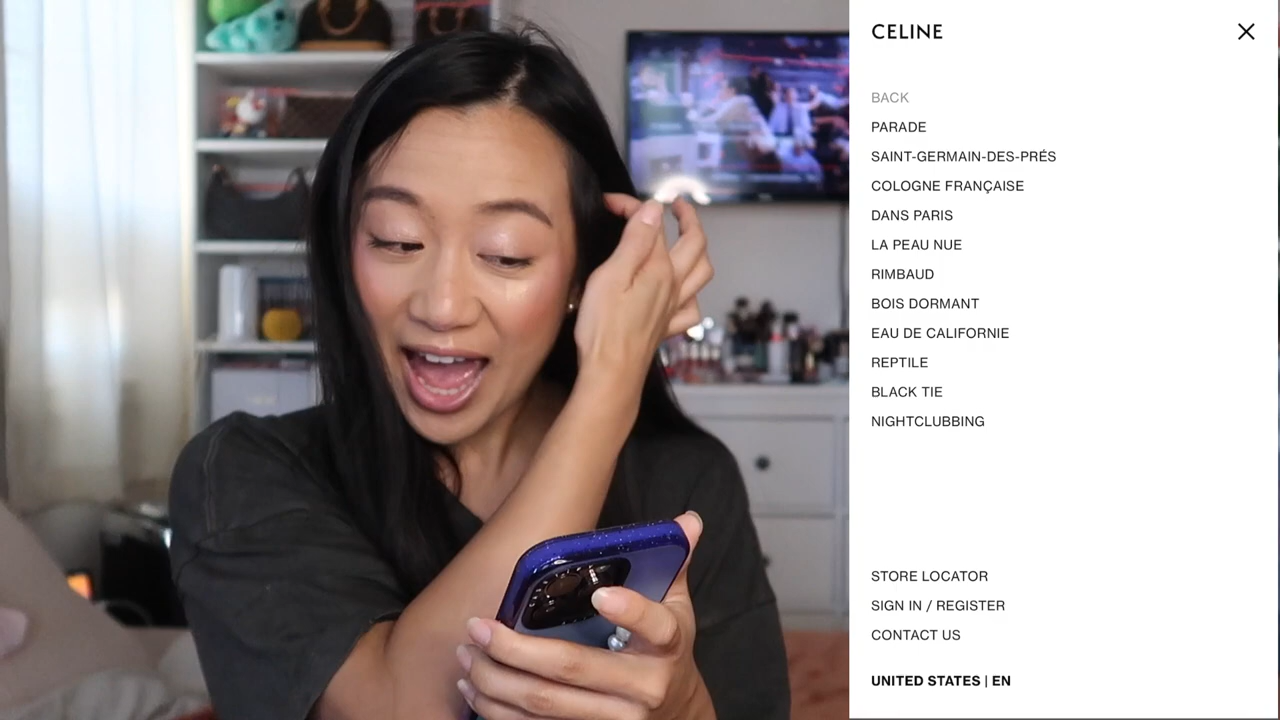 CELINE
BACK
PARADE
SAINT-GERMAIN-DES-PRÉS
COLOGNE FRANÇAISE
DANS PARIS
LA PEAU NUE
RIMBAUD
BOIS DORMANT
EAU DE CALIFORNIE
REPTILE
BLACK TIE
NIGHTCLUBBING
STORE LOCATOR
SIGN IN / REGISTER
CONTACT US
UNITED STATES | EN